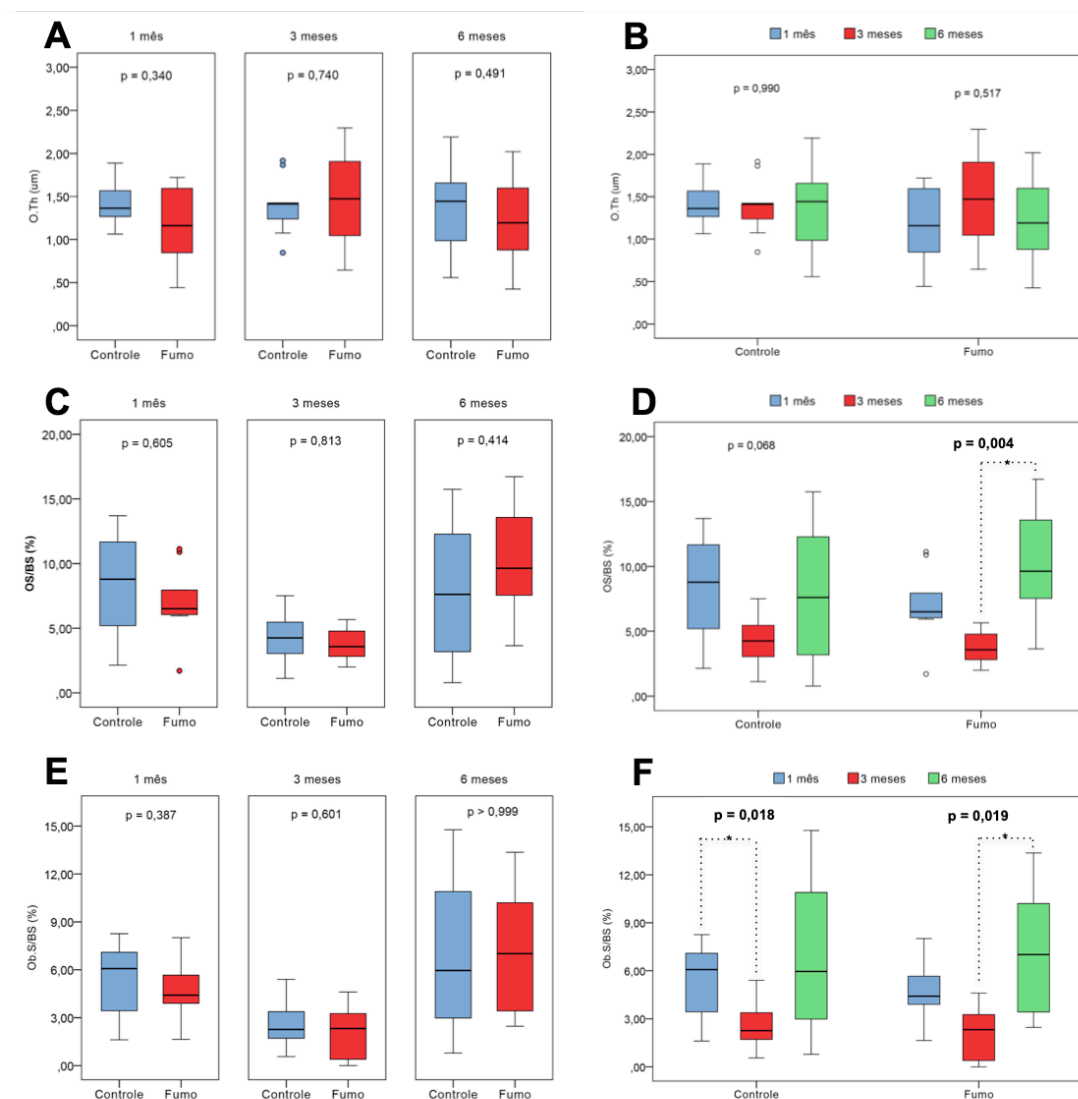 A
1 mês 3 meses 6 meses
p = 0,340 p = 0,740 p = 0,491
O.Th (um)
3,00
2,50
2,00
1,50
1,00
,50
,00
Controle Fumo Controle Fumo Controle Fumo
B
1 mês 3 meses 6 meses
p = 0,990 p = 0,517
O.Th (um)
3,00
2,50
2,00
1,50
1,00
,50
,00
Controle Fumo
C
1 mês 3 meses 6 meses
p = 0,605 p = 0,813 p = 0,414
OS/BS (%)
20,00
15,00
10,00
5,00
,00
Controle Fumo Controle Fumo Controle Fumo
D
1 mês 3 meses 6 meses
p = 0,068 p = 0,004
*
OS/BS (%)
20,00
15,00
10,00
5,00
,00
Controle Fumo
E
1 mês 3 meses 6 meses
p = 0,387 p = 0,601 p > 0,999
Ob.S/BS (%)
15,00
12,00
9,00
6,00
3,00
,00
Controle Fumo Controle Fumo Controle Fumo
F
1 mês 3 meses 6 meses
p = 0,018 p = 0,019
* *
Ob.S/BS (%)
15,00
12,00
9,00
6,00
3,00
,00
Controle Fumo